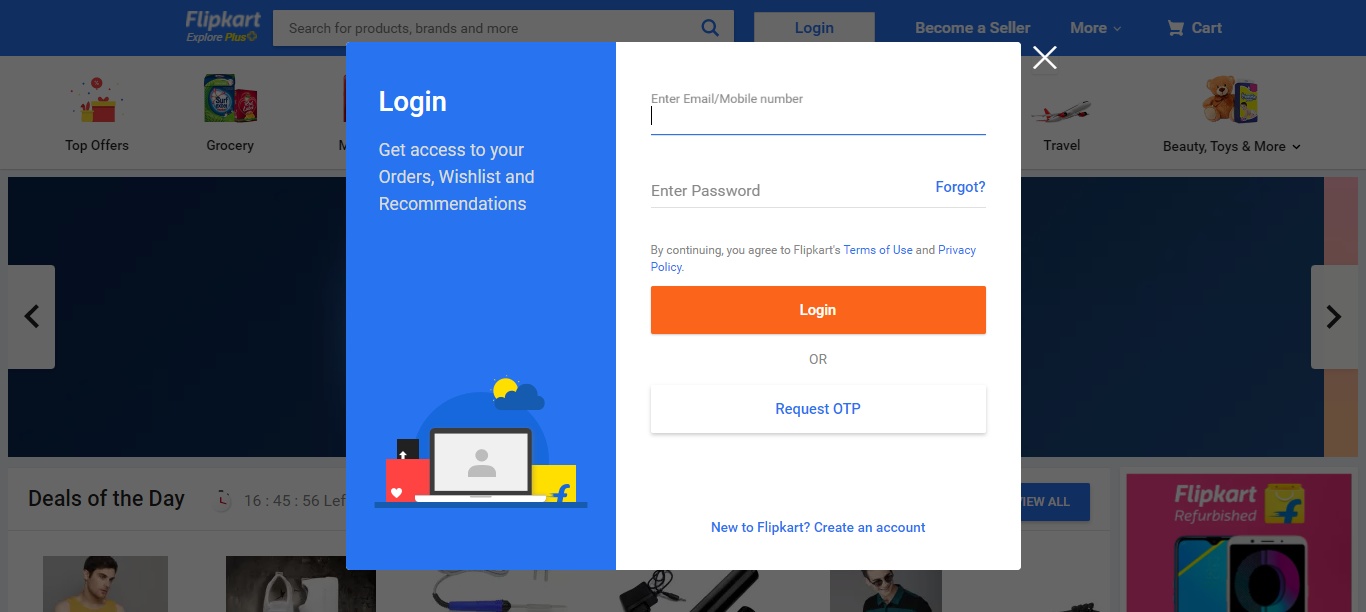 Flipkart
Explore Plus
Search for products, brands and more
Login
Become a Seller
More
Cart
Top Offers
Grocery
M
Travel
Beauty, Toys & More
Login
Get access to your
Orders, Wishlist and
Recommendations
Enter Email/Mobile number
Enter Password
Forgot?
By continuing, you agree to Flipkart's Terms of Use and Privacy
Policy.
Login
OR
Request OTP
New to Flipkart? Create an account
Deals of the Day
16 : 45 : 56 Lef
VIEW ALL
Flipkart
Refurbished